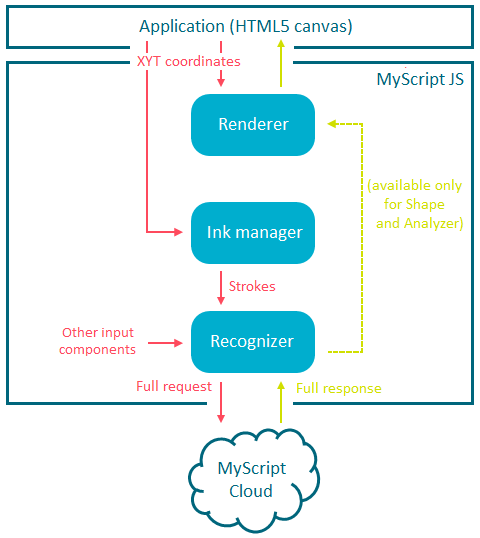 Application (HTML5 canvas)
XYT coordinates
MyScript JS
Renderer
(available only
for Shape
and Analyzer)
Ink manager
Strokes
Other input
components
Recognizer
Full request
Full response
MyScript
Cloud